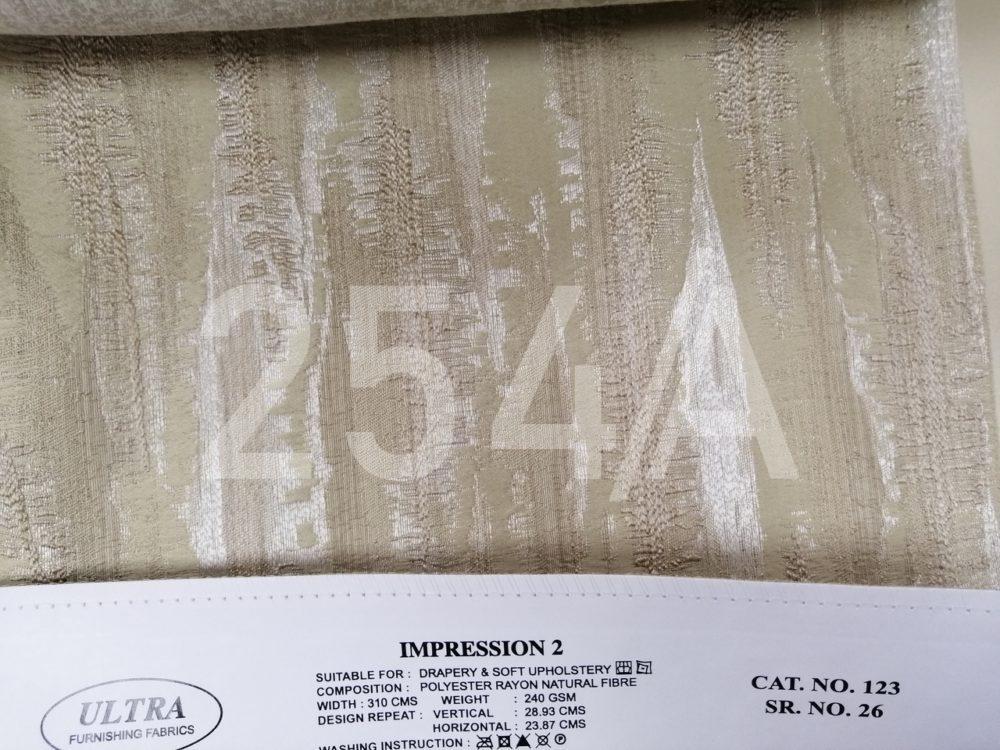 254A
IMPRESSION 2
SUITABLE FOR : DRAPERY & SOFT UPHOLSTERY
COMPOSITION : POLYESTER RAYON NATURAL FIBRE
WIDTH : 310 CMS WEIGHT : 240 GSM
DESIGN REPEAT : VERTICAL : 28.93 CMS
HORIZONTAL : 23.87 CMS
WASHING INSTRUCTION :
ULTRA
FURNISHING FABRICS
CAT. NO. 123
SR. NO. 26